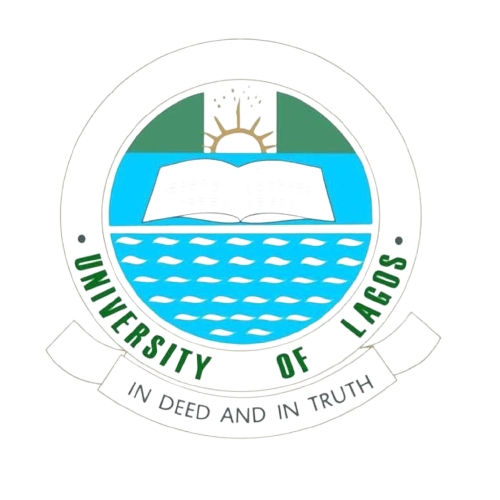 UNIVERSITY OF LAGOS
IN DEED AND IN TRUTH